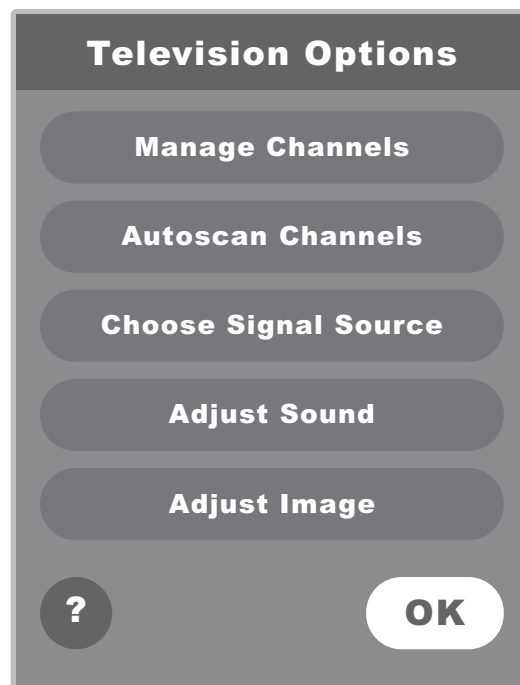 Television Options
Manage Channels
Autoscan Channels
Choose Signal Source
Adjust Sound
Adjust Image
?
OK